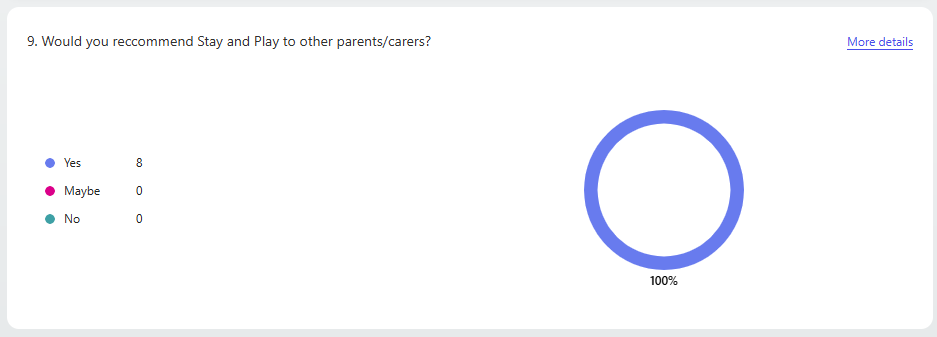 9. Would you reccommend Stay and Play to other parents/carers?
More details
Yes 8
Maybe 0
No 0
100%